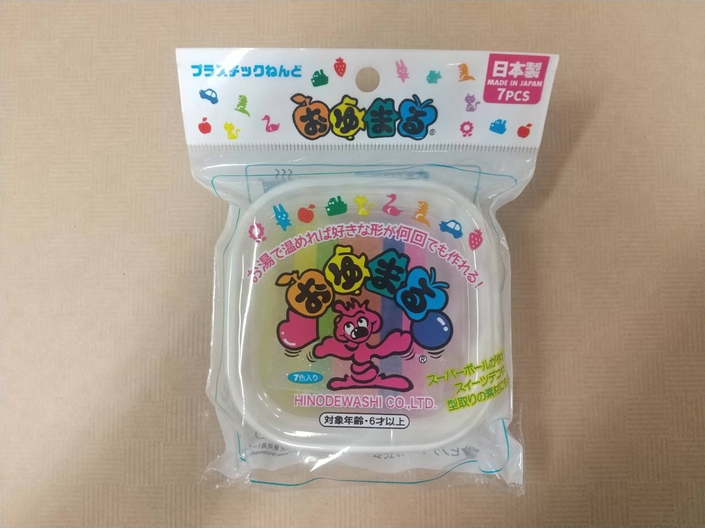 プラスチックねんど
日本製
MADE IN JAPAN
7PCS
おゆまる®
お湯で温めれば好きな形が何回でも作れる!
おゆまる
®
7色入り
スーパーボールが
スイーツデコ
型取りの
HINODEWASHI CO.,LTD.
対象年齢・6才以上